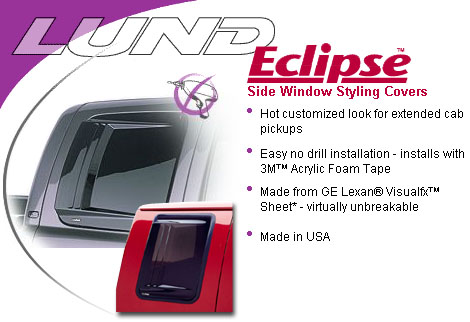 LUND
Eclipse™
Side Window Styling Covers
• Hot customized look for extended cab
pickups
• Easy no drill installation - installs with
3M™ Acrylic Foam Tape
• Made from GE Lexan® Visualfx™
Sheet* - virtually unbreakable
• Made in USA